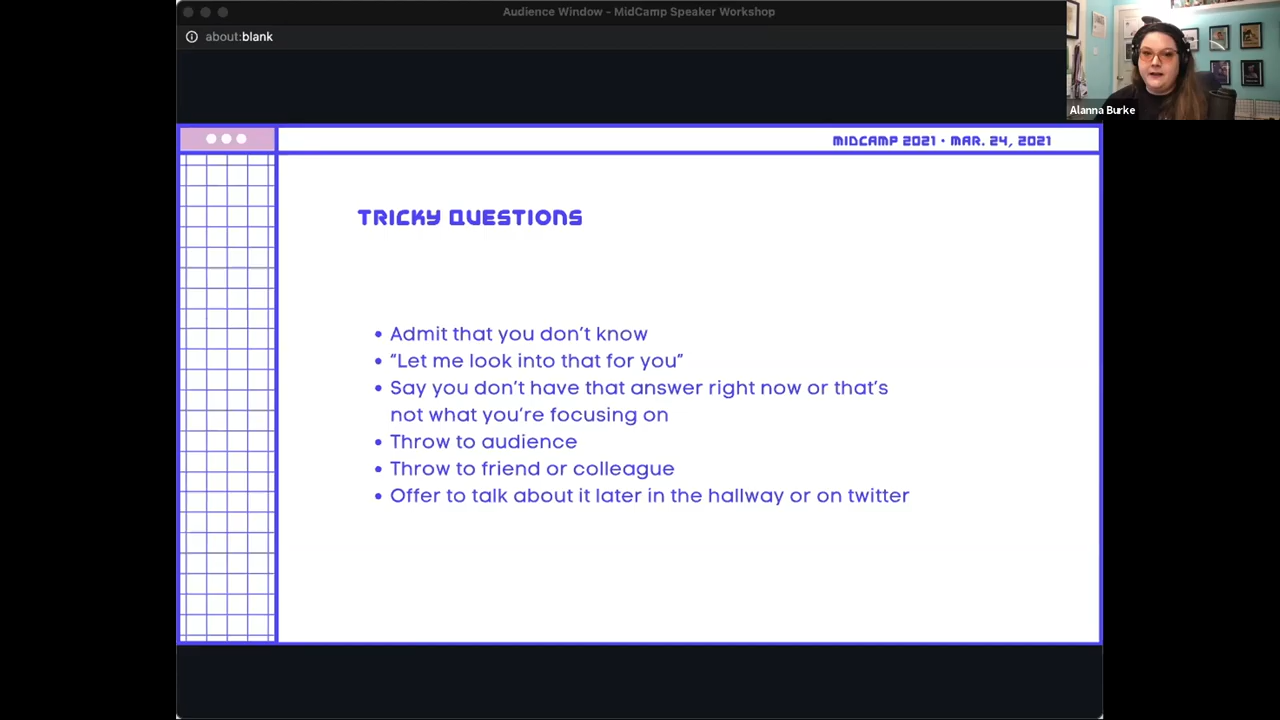 Audience Window – MidCamp Speaker Workshop
about:blank
Alanna Burke
MIDCAMP 2021 • MAR. 24, 2021
TRICKY QUESTIONS
• Admit that you don’t know
• “Let me look into that for you”
• Say you don’t have that answer right now or that’s
not what you’re focusing on
• Throw to audience
• Throw to friend or colleague
• Offer to talk about it later in the hallway or on twitter